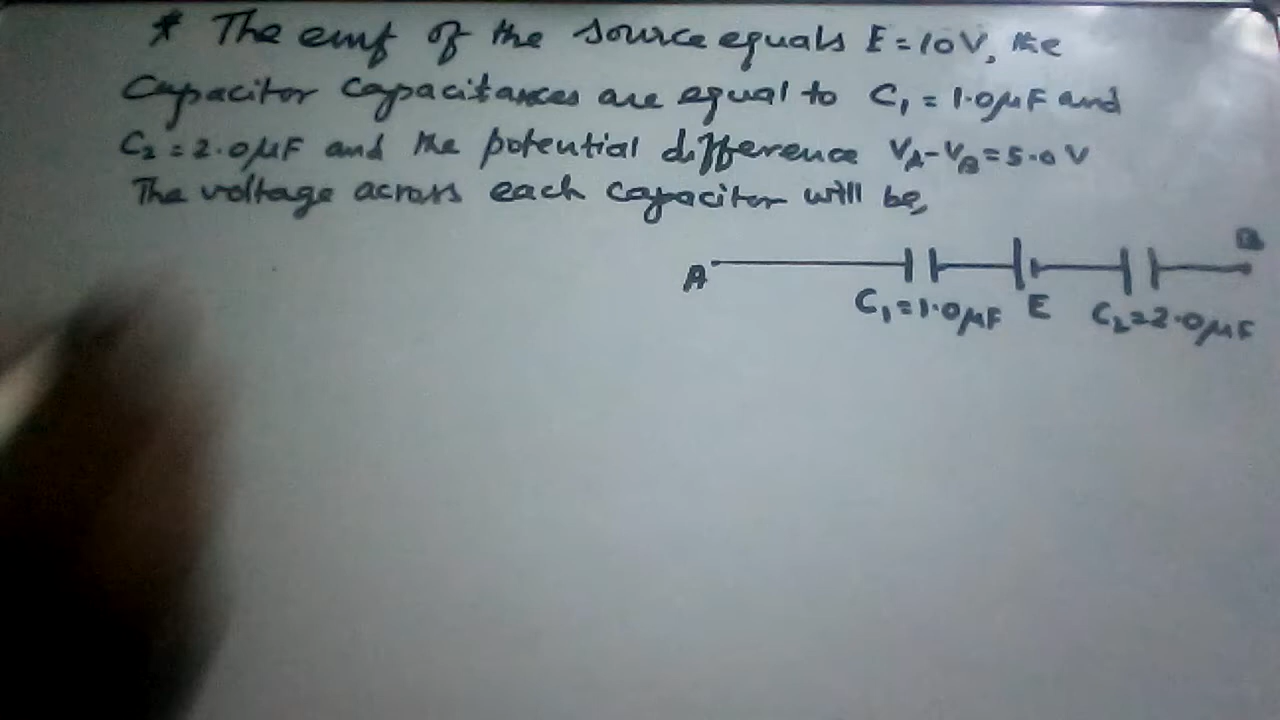 * The emf of the source equals E = 10V, the
Capacitor Capacitances are equal to C₁ = 1.0μF and
C₂ = 2.0μF and the potential difference V_A - V_B = 5.0 V
The voltage across each capacitor will be,
A B
C₁=1.0μF E C₂=2.0μF